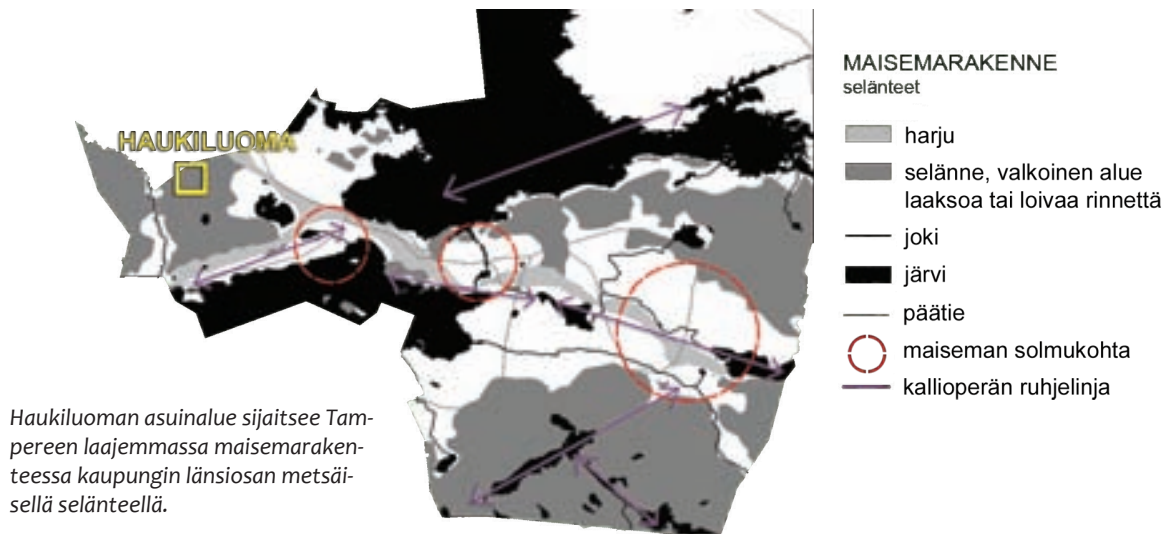 HAUKILUOMA
MAISEMARAKENNE
selänteet
harju
selänne, valkoinen alue
laaksoa tai loivaa rinnettä
joki
järvi
päätie
maiseman solmukohta
kallioperän ruhjelinja
Haukiluoman asuinalue sijaitsee Tam-
pereen laajemmassa maisemaraken-
teessa kaupungin länsiosan metsäi-
sellä selänteellä.